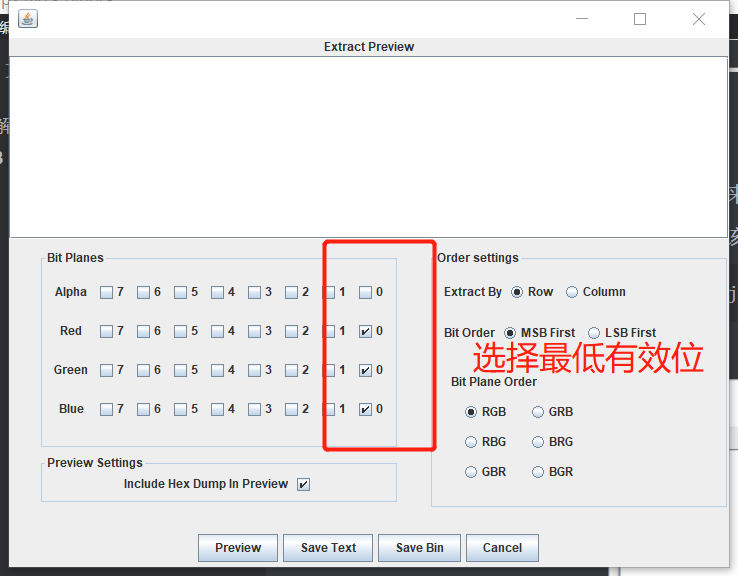 Extract Preview
Bit Planes
Alpha 7 6 5 4 3 2 1 0
Red 7 6 5 4 3 2 1 0
Green 7 6 5 4 3 2 1 0
Blue 7 6 5 4 3 2 1 0
Preview Settings
Include Hex Dump In Preview
Order settings
Extract By Row Column
Bit Order MSB First LSB First
选择最低有效位
Bit Plane Order
RGB GRB
RBG BRG
GBR BGR
Preview Save Text Save Bin Cancel